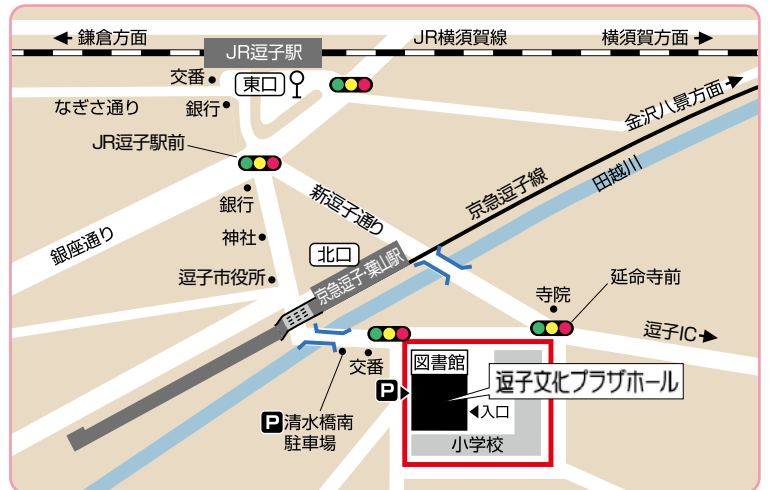 鎌倉方面
JR逗子駅
JR横須賀線
横須賀方面
交番
東口
なぎさ通り
銀行
金沢八景方面
JR逗子駅前
京急逗子線
田越川
銀行
新逗子通り
銀座通り
神社
北口
逗子市役所
京急逗子・葉山駅
延命寺前
寺院
逗子IC
交番
図書館
逗子文化プラザホール
P
入口
P清水橋南
駐車場
小学校